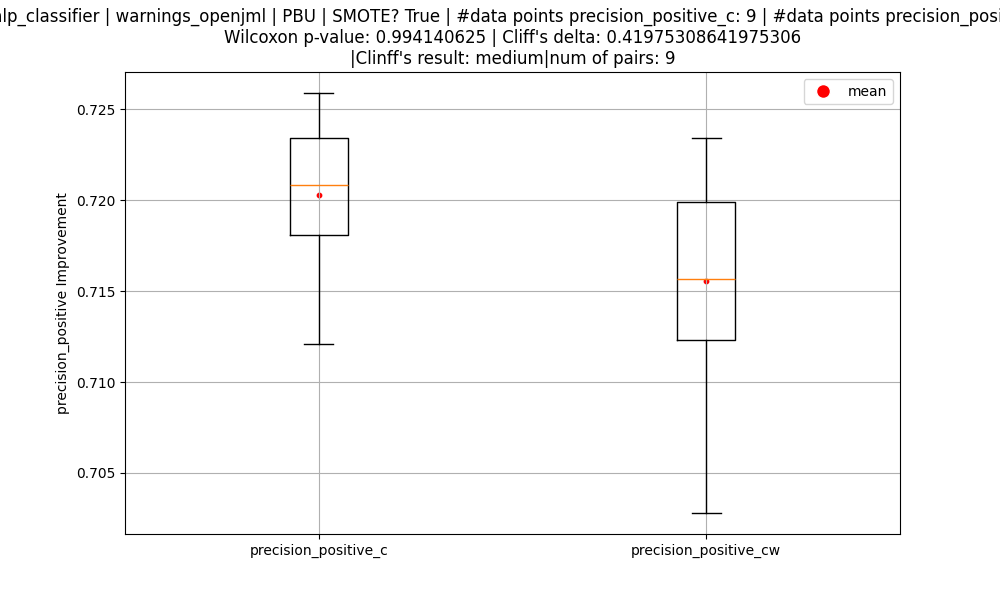 classifier | warnings_openjml | PBU | SMOTE? True | #data points precision_positive_c: 9 | #data points
Wilcoxon p-value: 0.994140625 | Cliff's delta: 0.41975308641975306
|Clinff's result: medium|num of pairs: 9
mean
precision_positive Improvement
0.725
0.720
0.715
0.710
0.705
precision_positive_c
precision_positive_cw